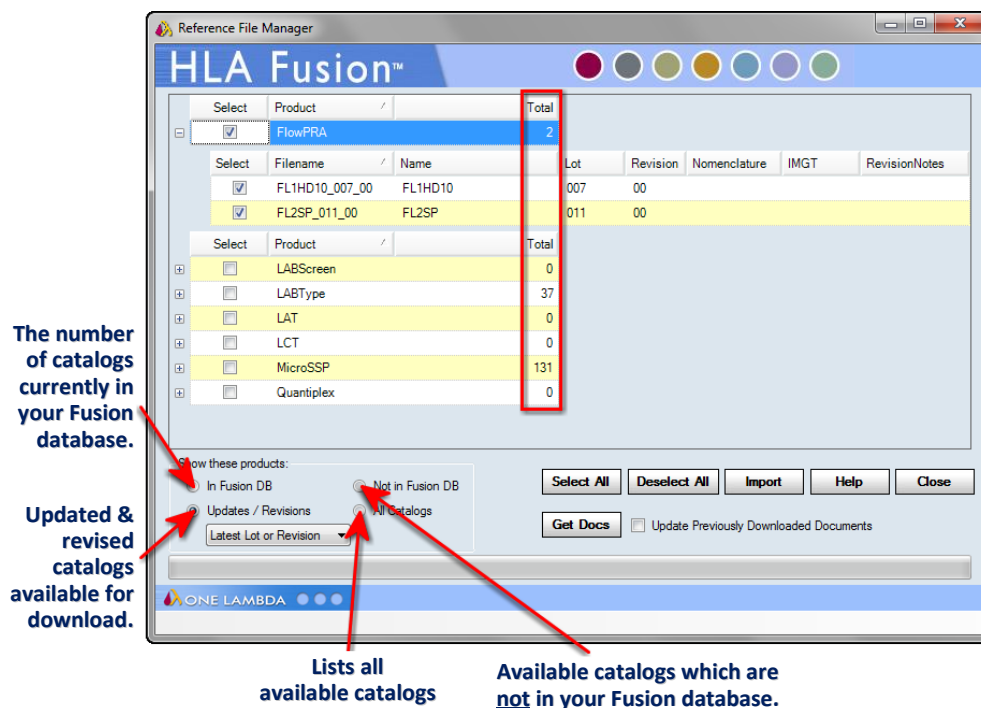 Reference File Manager
HLA Fusion™
Select Product Total
FlowPRA 2
Select Filename Name Lot Revision Nomenclature IMGT RevisionNotes
FL1HD10_007_00 FL1HD10 007 00
FL2SP_011_00 FL2SP 011 00
Select Product Total
LABScreen 0
LABType 37
LAT 0
LCT 0
MicroSSP 131
Quantiplex 0
The number
of catalogs
currently in
your Fusion
database.
Show these products:
In Fusion DB Not in Fusion DB
Updates / Revisions All Catalogs
Latest Lot or Revision
Select All Deselect All Import Help Close
Get Docs Update Previously Downloaded Documents
Updated &
revised
catalogs
available for
download.
ONE LAMBDA
Lists all
available catalogs
Available catalogs which are
not in your Fusion database.